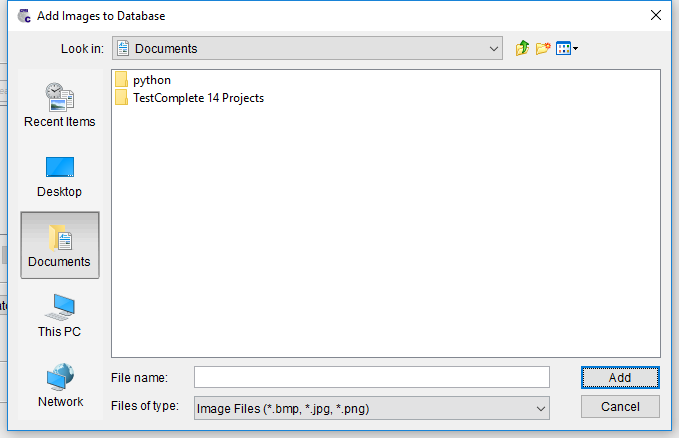 Add Images to Database
Look in:
Documents
python
TestComplete 14 Projects
Recent Items
Desktop
Documents
This PC
Network
File name:
Add
Files of type:
Image Files (*.bmp, *.jpg, *.png)
Cancel